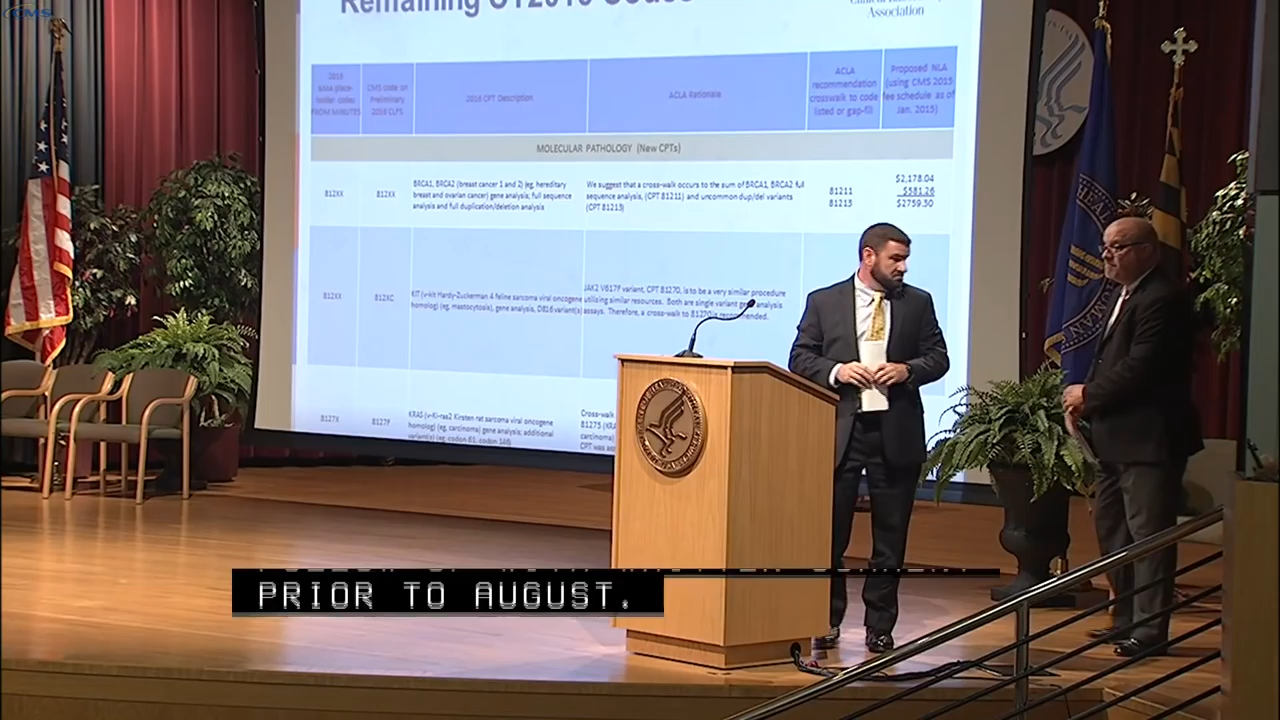 CMS
Remaining CY2016 Codes
Association
2016
AMA place-
holder codes
FROM MINUTES
CMS code on
Preliminary
2016 CLFS
2016 CPT Description
ACLA Rationale
ACLA
recommendation
crosswalk to code
listed or gap-fill
Proposed NLA
(using CMS 2015
fee schedule as of
Jan. 2015)
MOLECULAR PATHOLOGY (New CPTs)
812XX
812XX
BRCA1, BRCA2 (breast cancer 1 and 2) (eg, hereditary
breast and ovarian cancer) gene analysis; full sequence
analysis and full duplication/deletion analysis
We suggest that a cross-walk occurs to the sum of BRCA1, BRCA2 full
sequence analysis, (CPT 81211) and uncommon dup/del variants
(CPT 81213)
81211
81213
$2,178.04
$581.26
$2759.30
812XX
812XC
KIT (v-kit Hardy-Zuckerman 4 feline sarcoma viral oncogene
homolog) (eg, mastocytosis), gene analysis, D816 variant(s)
JAK2 V617F variant, CPT 81270, is to be a very similar procedure
utilizing similar resources. Both are single variant gene analysis
assays. Therefore, a cross-walk to 81270 is recommended.
8127X
8127F
KRAS (v-Ki-ras2 Kirsten rat sarcoma viral oncogene
homolog) (eg, carcinoma) gene analysis; additional
variant(s) (eg, codon 61, codon 146)
Cross-walk
81275 (KRA
carcinoma)
CPT was
PRIOR TO AUGUST.